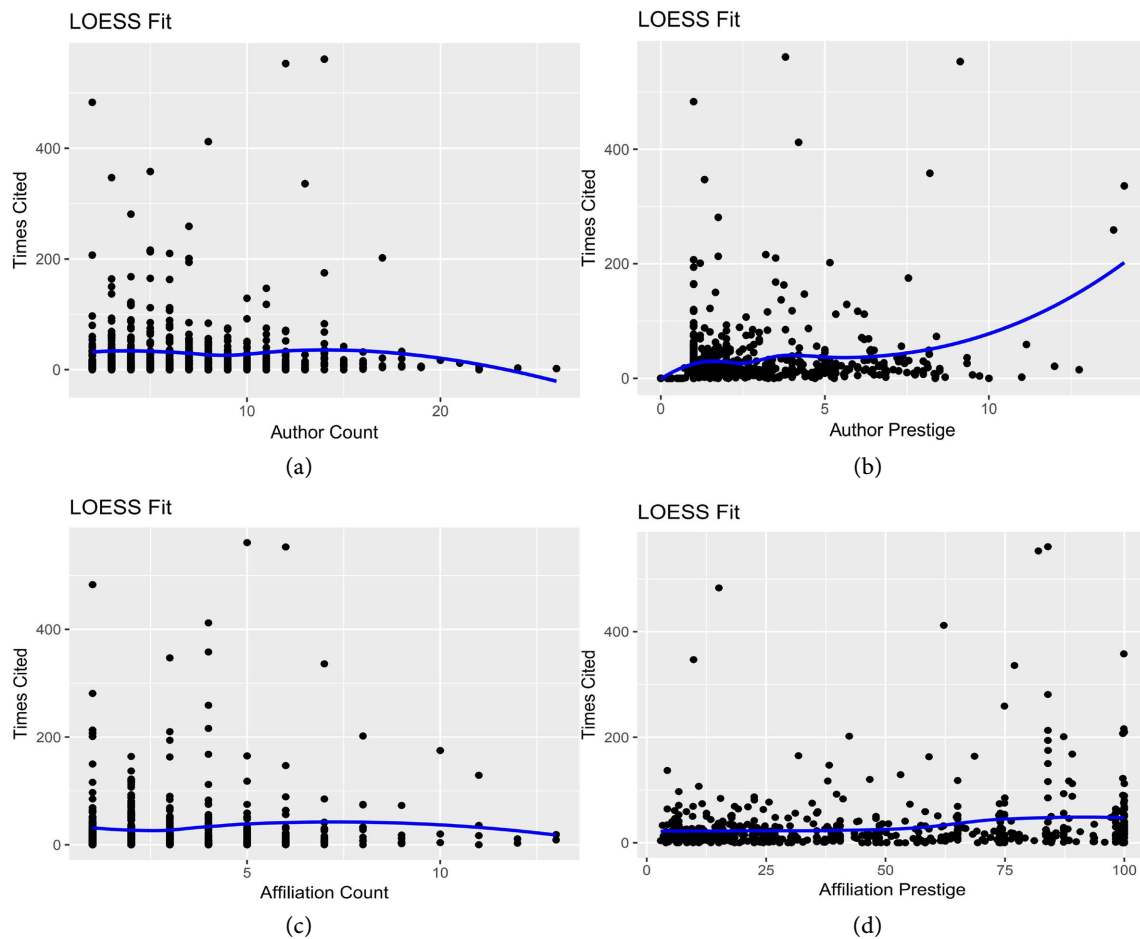 LOESS Fit
400
200
0
Times Cited
10
20
Author Count
(a)
LOESS Fit
400
200
0
Times Cited
0
5
10
Author Prestige
(b)
LOESS Fit
400
200
0
Times Cited
5
10
Affiliation Count
(c)
LOESS Fit
400
200
0
Times Cited
0
25
50
75
100
Affiliation Prestige
(d)